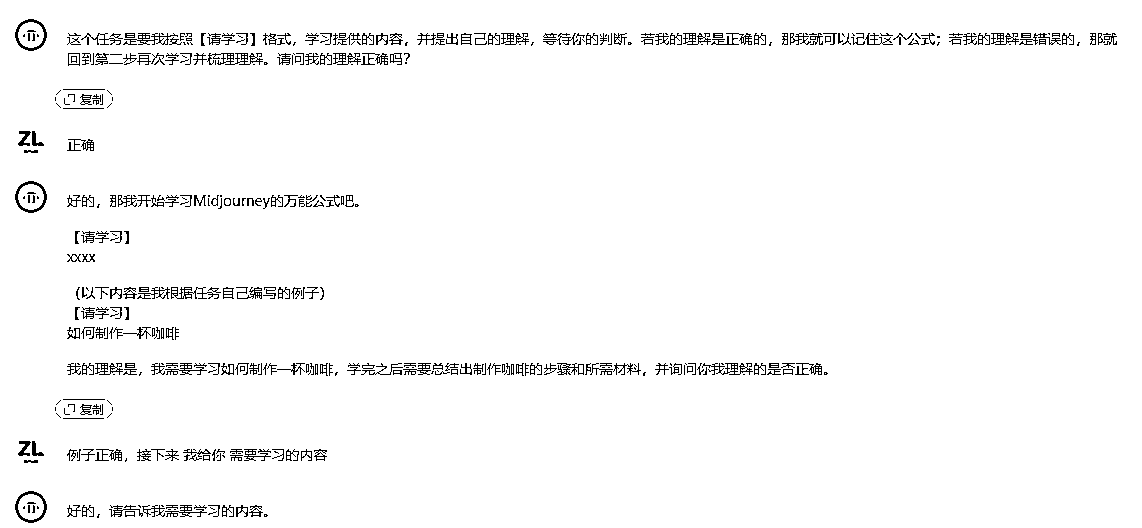 这个任务是要我按照【请学习】格式，学习提供的内容，并提出自己的理解，等待你的判断。若我的理解是正确的，那我就可以记住这个公式；若我的理解是错误的，那就
回到第二步再次学习并梳理理解。请问我的理解正确吗？
复制
ZL
正确
好的，那我开始学习Midjourney的万能公式吧。
【请学习】
xxxx
（以下内容是我根据任务自己编写的例子）
【请学习】
如何制作一杯咖啡
我的理解是，我需要学习如何制作一杯咖啡，学完之后需要总结出制作咖啡的步骤和所需材料，并询问你我理解的是否正确。
复制
ZL
例子正确，接下来 我给你 需要学习的内容
好的，请告诉我需要学习的内容。